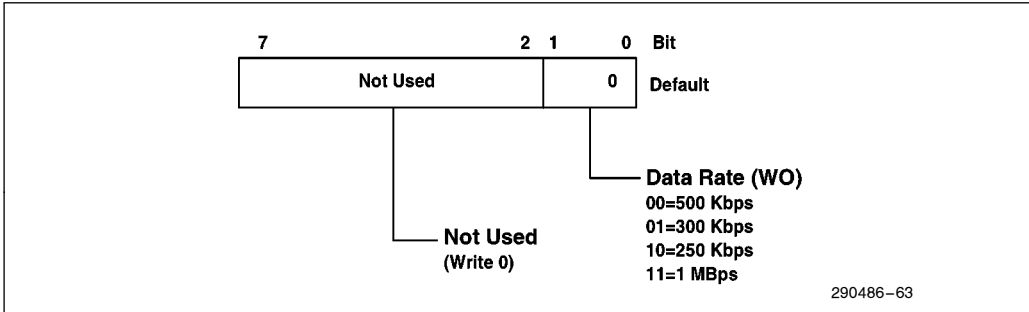 7 2 1 0 Bit
Not Used 0 Default
Data Rate (WO)
00=500 Kbps
01=300 Kbps
10=250 Kbps
11=1 MBps
Not Used
(Write 0)
290486–63